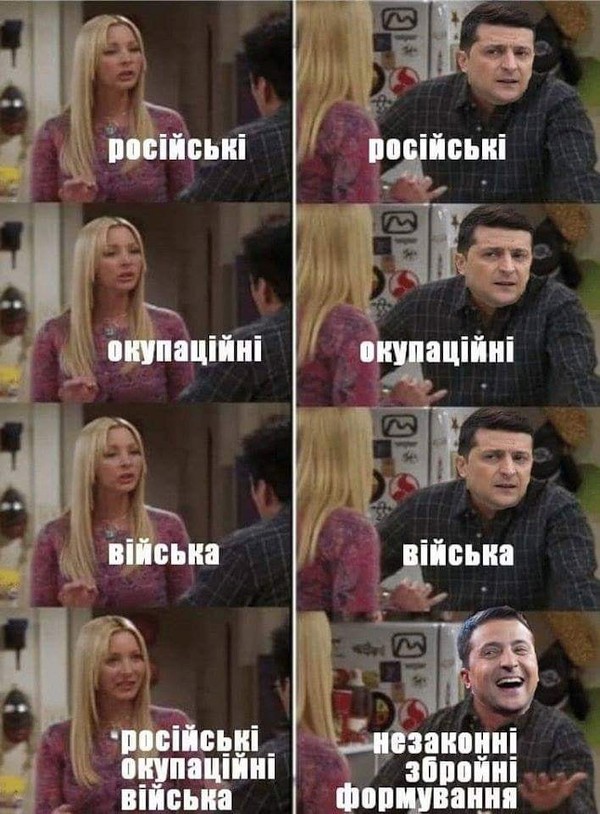 російські
російські
окупаційні
окупаційні
війська
війська
російські
окупаційні
війська
незаконні
збройні
формування